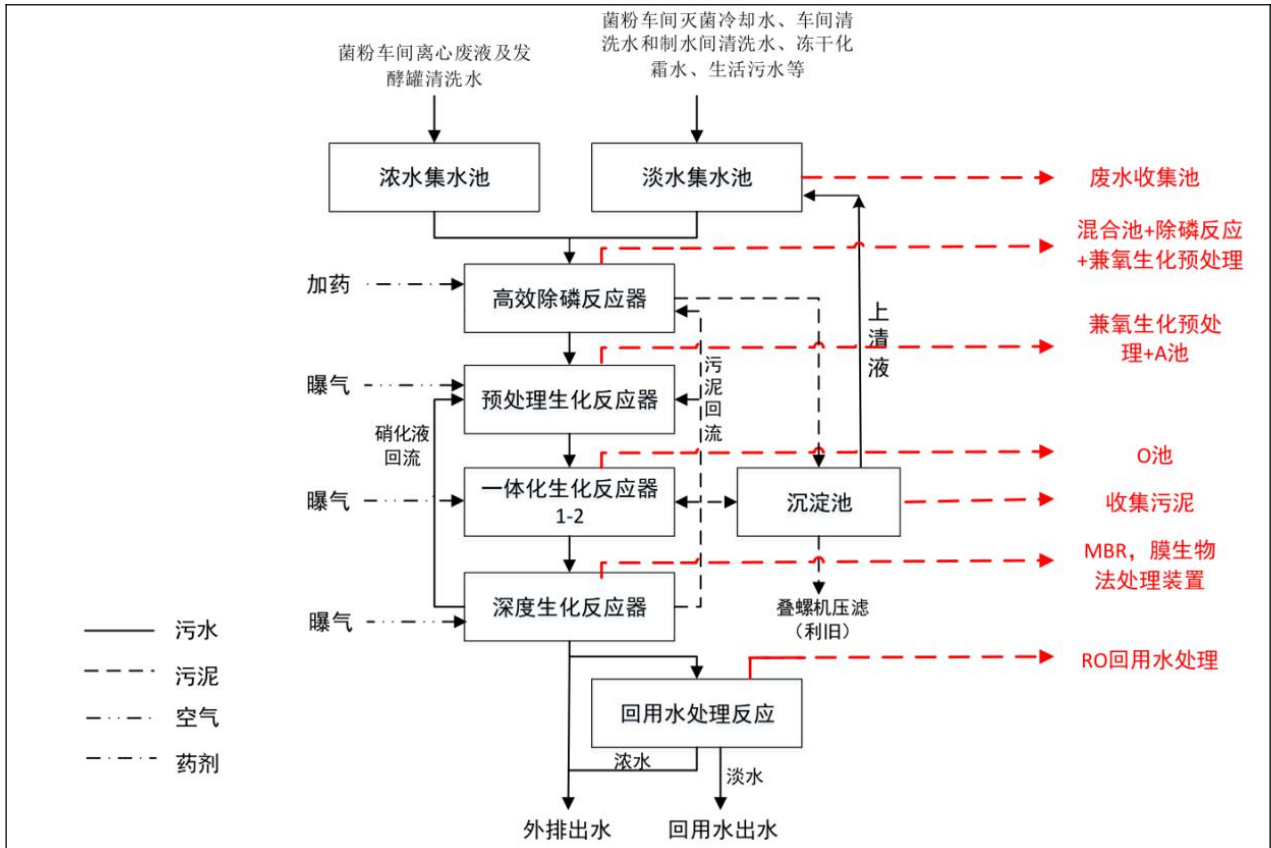 菌粉车间离心废液及发
酵罐清洗水
菌粉车间灭菌冷却水、车间清
洗水和制水间清洗水、冻干化
霜水、生活污水等
浓水集水池
淡水集水池
废水收集池
混合池+除磷反应
+兼氧生化预处理
加药
高效除磷反应器
上清液
兼氧生化预处
理+A池
曝气
预处理生化反应器
污泥回流
硝化液
回流
O池
曝气
一体化生化反应器
1-2
沉淀池
收集污泥
MBR，膜生物
法处理装置
曝气
深度生化反应器
叠螺机压滤
（利旧）
污水
污泥
空气
药剂
RO回用水处理
回用水处理反应
浓水
淡水
外排出水
回用水出水